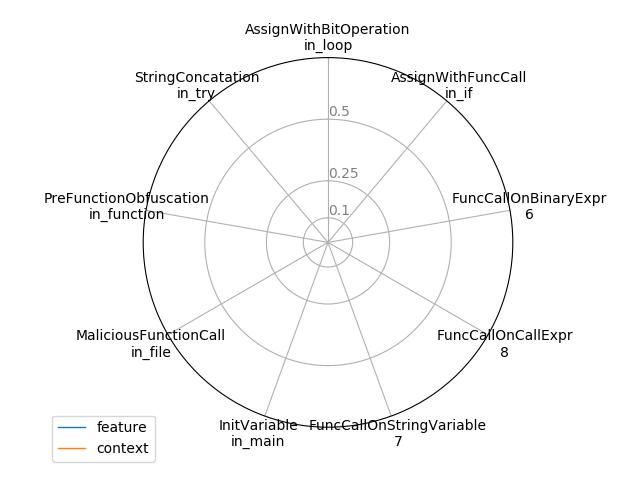 AssignWithBitOperation
in_loop
StringConcatation
in_try
AssignWithFuncCall
in_if
0.5
0.25
0.1
PreFunctionObfuscation
in_function
FuncCallOnBinaryExpr
6
MaliciousFunctionCall
in_file
FuncCallOnCallExpr
8
InitVariable
in_main
FuncCallOnStringVariable
7
feature
context